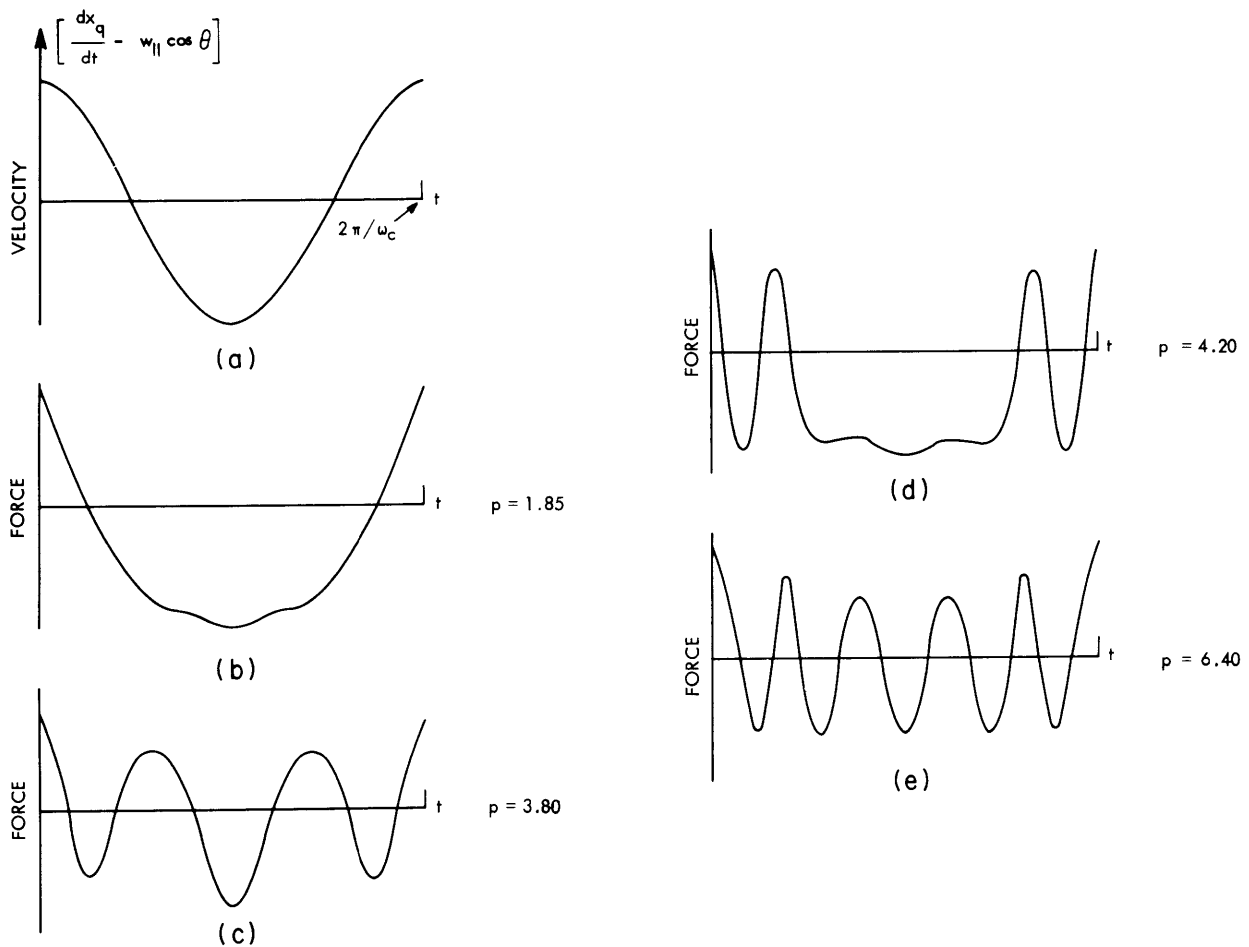 [ dx_q/dt - w_|| cos θ ]
VELOCITY
t
2π/ω_c
(a)
FORCE
t
p = 1.85
(b)
FORCE
t
p = 3.80
(c)
FORCE
t
p = 4.20
(d)
FORCE
t
p = 6.40
(e)